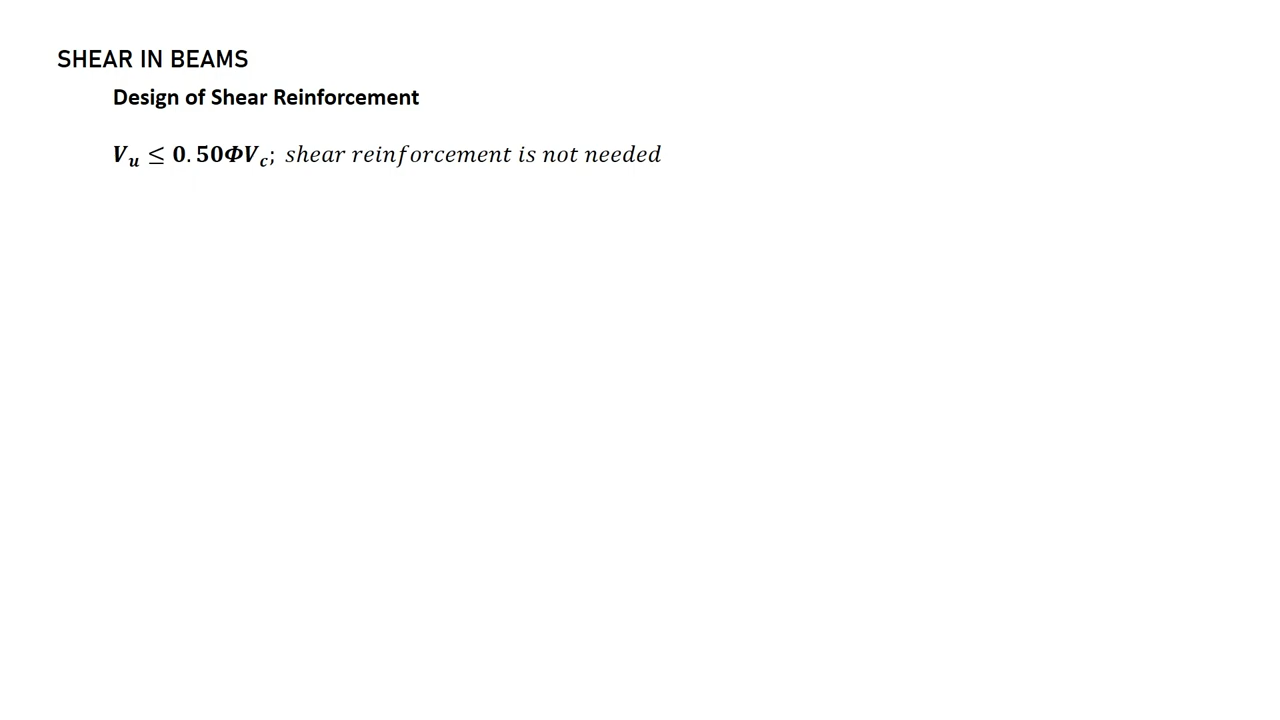 SHEAR IN BEAMS
Design of Shear Reinforcement
𝑽𝒖 ≤ 𝟎.𝟓𝟎𝜱𝑽𝒄; 𝑠ℎ𝑒𝑎𝑟 𝑟𝑒𝑖𝑛𝑓𝑜𝑟𝑐𝑒𝑚𝑒𝑛𝑡 𝑖𝑠 𝑛𝑜𝑡 𝑛𝑒𝑒𝑑𝑒𝑑